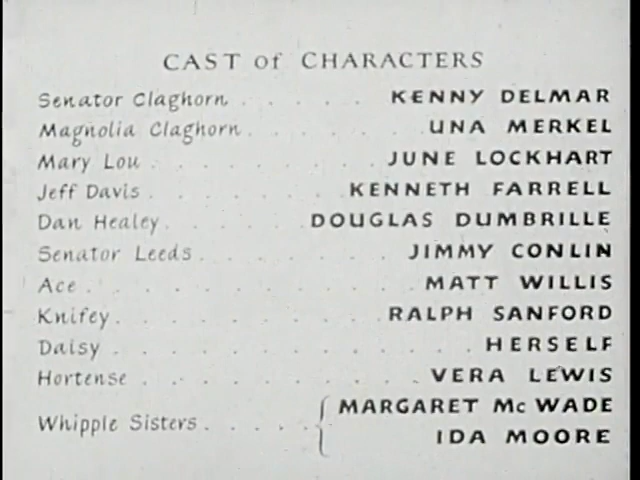 CAST of CHARACTERS
Senator Claghorn . . . . . KENNY DELMAR
Magnolia Claghorn . . . . . . UNA MERKEL
Mary Lou . . . . . . . . JUNE LOCKHART
Jeff Davis . . . . . . . KENNETH FARRELL
Dan Healey . . . . . DOUGLAS DUMBRILLE
Senator Leeds . . . . . . . JIMMY CONLIN
Ace . . . . . . . . . . MATT WILLIS
Knifey . . . . . . . . RALPH SANFORD
Daisy . . . . . . . . . . . HERSELF
Hortense . . . . . . . . VERA LEWIS
Whipple Sisters . . . . . { MARGARET McWADE
IDA MOORE